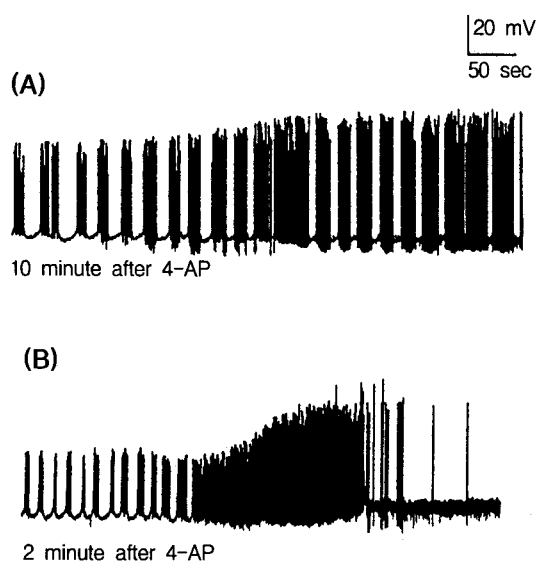 20 mV
50 sec
(A)
10 minute after 4-AP
(B)
2 minute after 4-AP